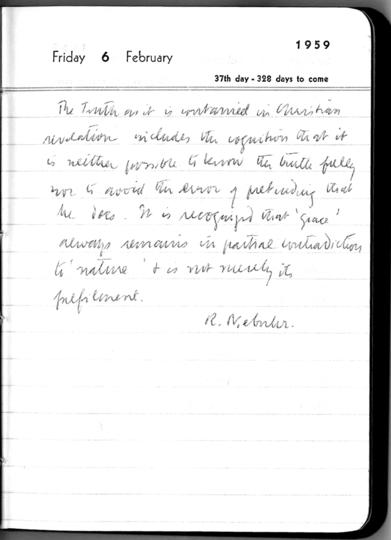 1959
Friday 6 February
37th day - 328 days to come
The Truth as it is contained in Christian
revelation includes the cognition that it
is neither possible to know the truth fully
nor to avoid the error of pretending that
he does. It is recognized that 'grace'
always remains in partial contradiction
to 'nature' & is not merely its
fulfilment.
R. Niebuhr.